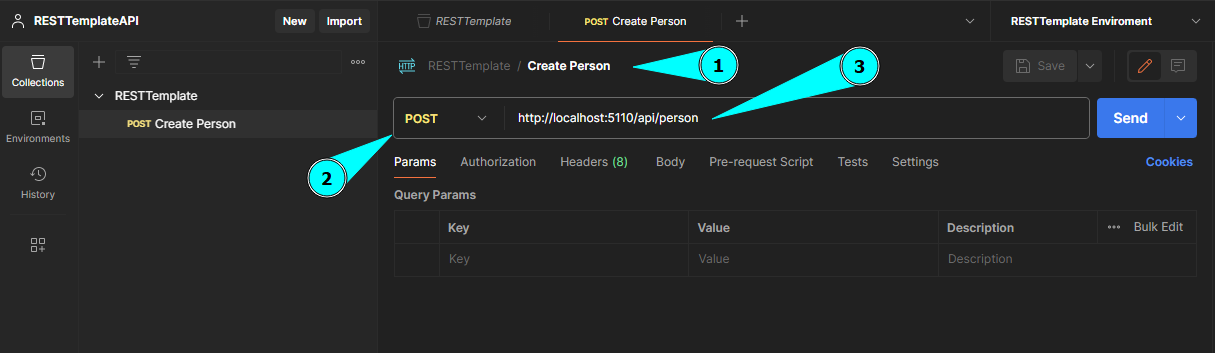 RESTTemplateAPI
New
Import
RESTTemplate
POST Create Person
RESTTemplate Enviroment
Collections
Environments
History
RESTTemplate
POST Create Person
HTTP
RESTTemplate / Create Person
1
3
Save
POST
http://localhost:5110/api/person
Send
2
Params
Authorization
Headers (8)
Body
Pre-request Script
Tests
Settings
Cookies
Query Params
Key
Value
Description
Bulk Edit
Key
Value
Description